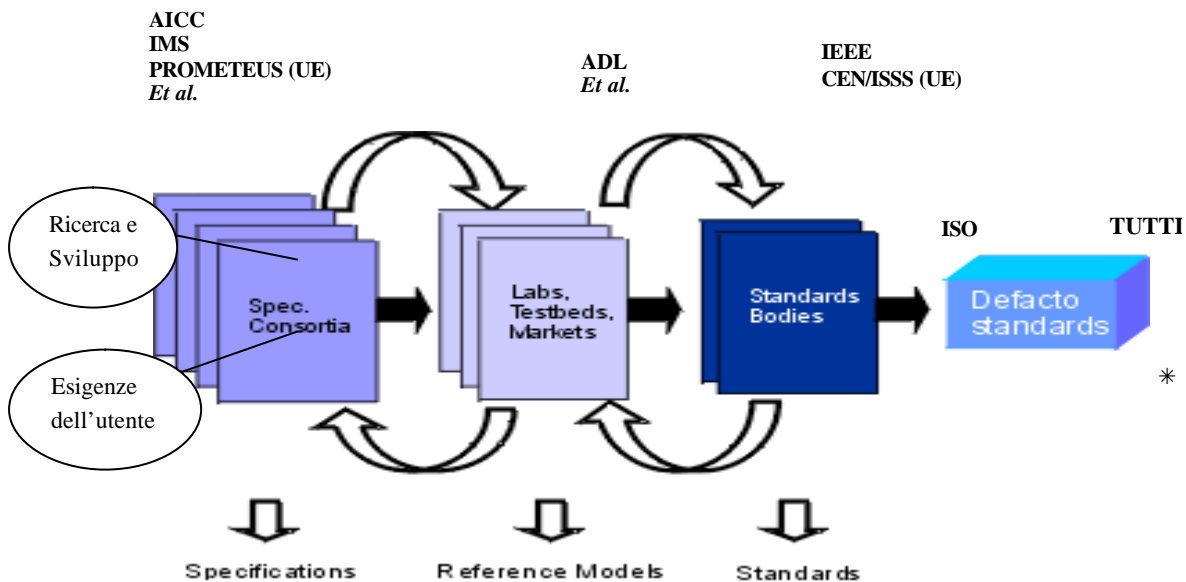 AICC
IMS
PROMETEUS (UE)
Et al.
ADL
Et al.
IEEE
CEN/ISSS (UE)
Ricerca e
Sviluppo
Esigenze
dell’utente
Spec.
Consortia
Labs,
Testbeds,
Markets
Standards
Bodies
ISO
TUTTI
Defacto
standards
*
Specifications
Reference Models
Standards